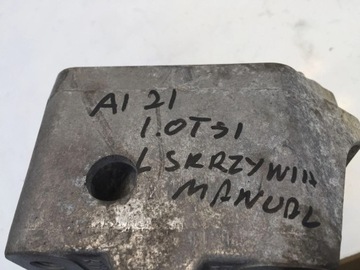 A1 21
1.0TSI
L SKRZYNIA
MANUAL